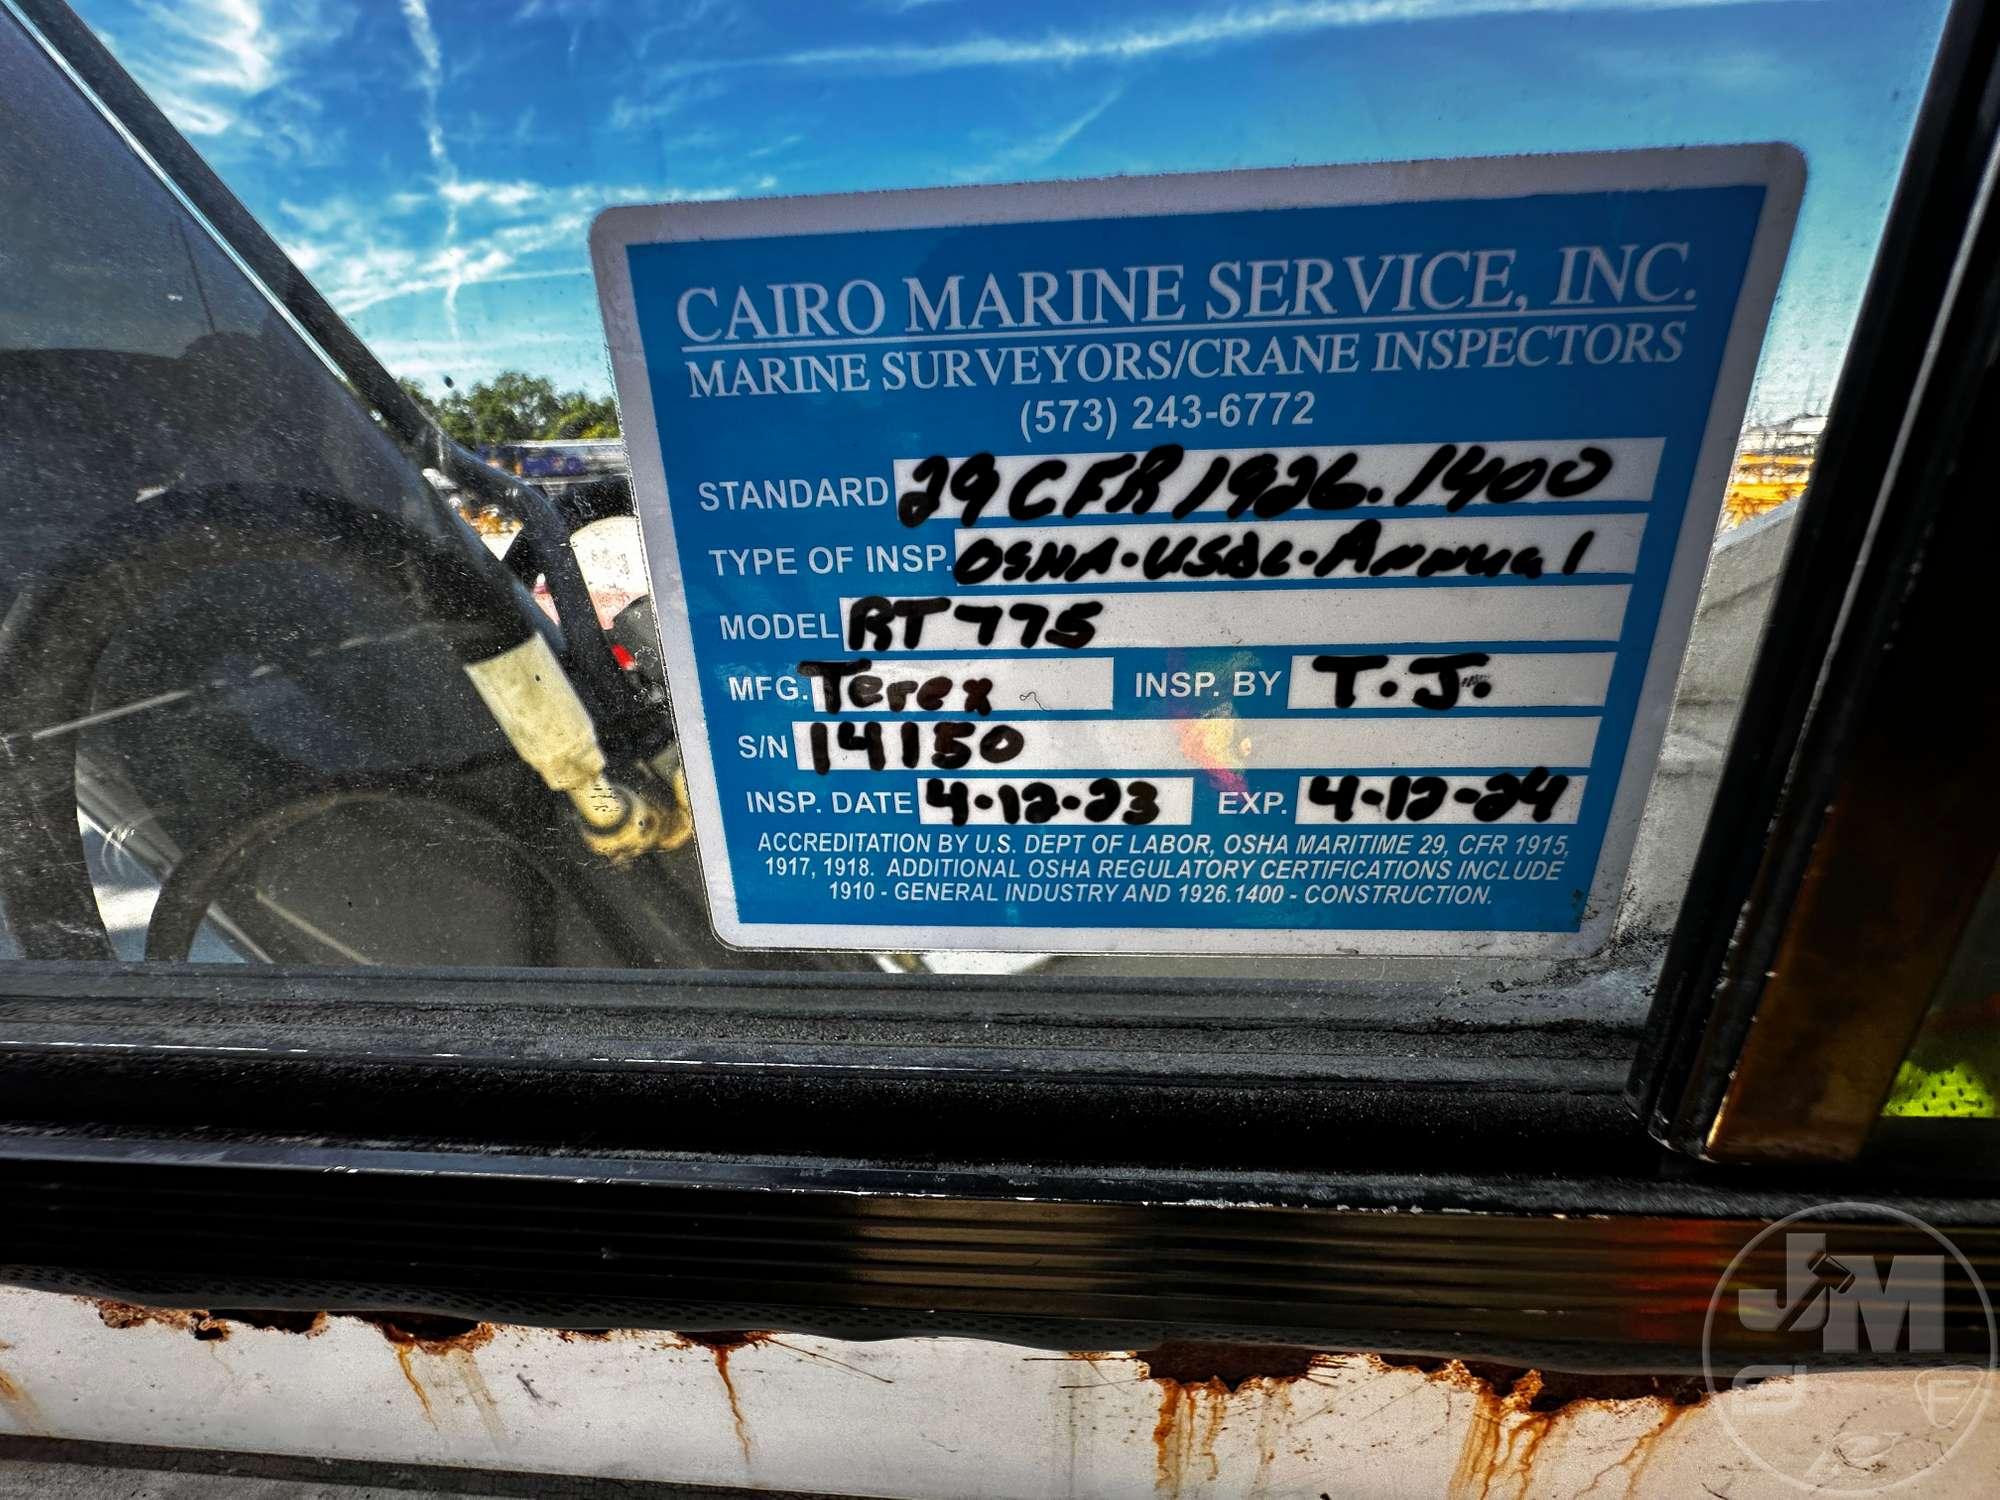 CAIRO MARINE SERVICE, INC.
MARINE SURVEYORS/CRANE INSPECTORS
(573) 243-6772
STANDARD 29 CFR 1926.1400
TYPE OF INSP. OSHA-USDL-Annual
MODEL RT 775
MFG. Terex INSP. BY T.J.
S/N 14150
INSP. DATE 4-12-23 EXP. 4-12-24
ACCREDITATION BY U.S. DEPT OF LABOR, OSHA MARITIME 29, CFR 1915,
1917, 1918. ADDITIONAL OSHA REGULATORY CERTIFICATIONS INCLUDE
1910 - GENERAL INDUSTRY AND 1926.1400 - CONSTRUCTION.
JM